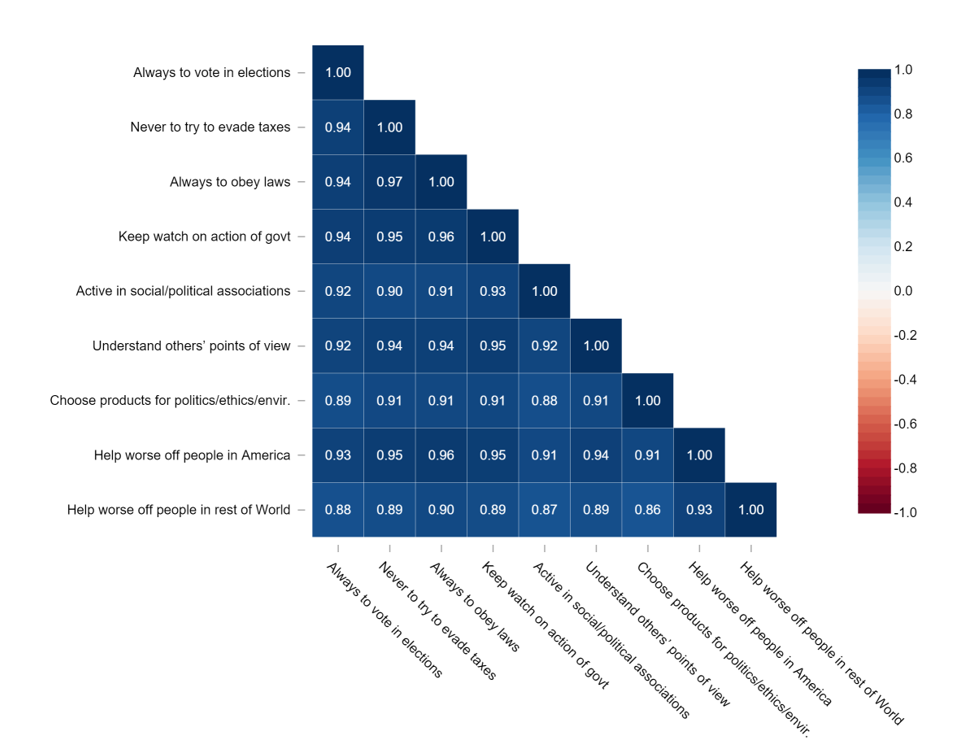 1.0
Always to vote in elections 1.00
0.8
Never to try to evade taxes 0.94 1.00
0.6
Always to obey laws 0.94 0.97 1.00
0.4
Keep watch on action of govt 0.94 0.95 0.96 1.00
0.2
Active in social/political associations 0.92 0.90 0.91 0.93 1.00
0.0
-0.2
Understand others’ points of view 0.92 0.94 0.94 0.95 0.92 1.00
-0.4
Choose products for politics/ethics/envir. 0.89 0.91 0.91 0.91 0.88 0.91 1.00
-0.6
Help worse off people in America 0.93 0.95 0.96 0.95 0.91 0.94 0.91 1.00
-0.8
Help worse off people in rest of World 0.88 0.89 0.90 0.89 0.87 0.89 0.86 0.93 1.00
-1.0
Always to vote in elections
Never to try to evade taxes
Always to obey laws
Keep watch on action of govt
Active in social/political associations
Understand others’ points of view
Choose products for politics/ethics/envir.
Help worse off people in America
Help worse off people in rest of World